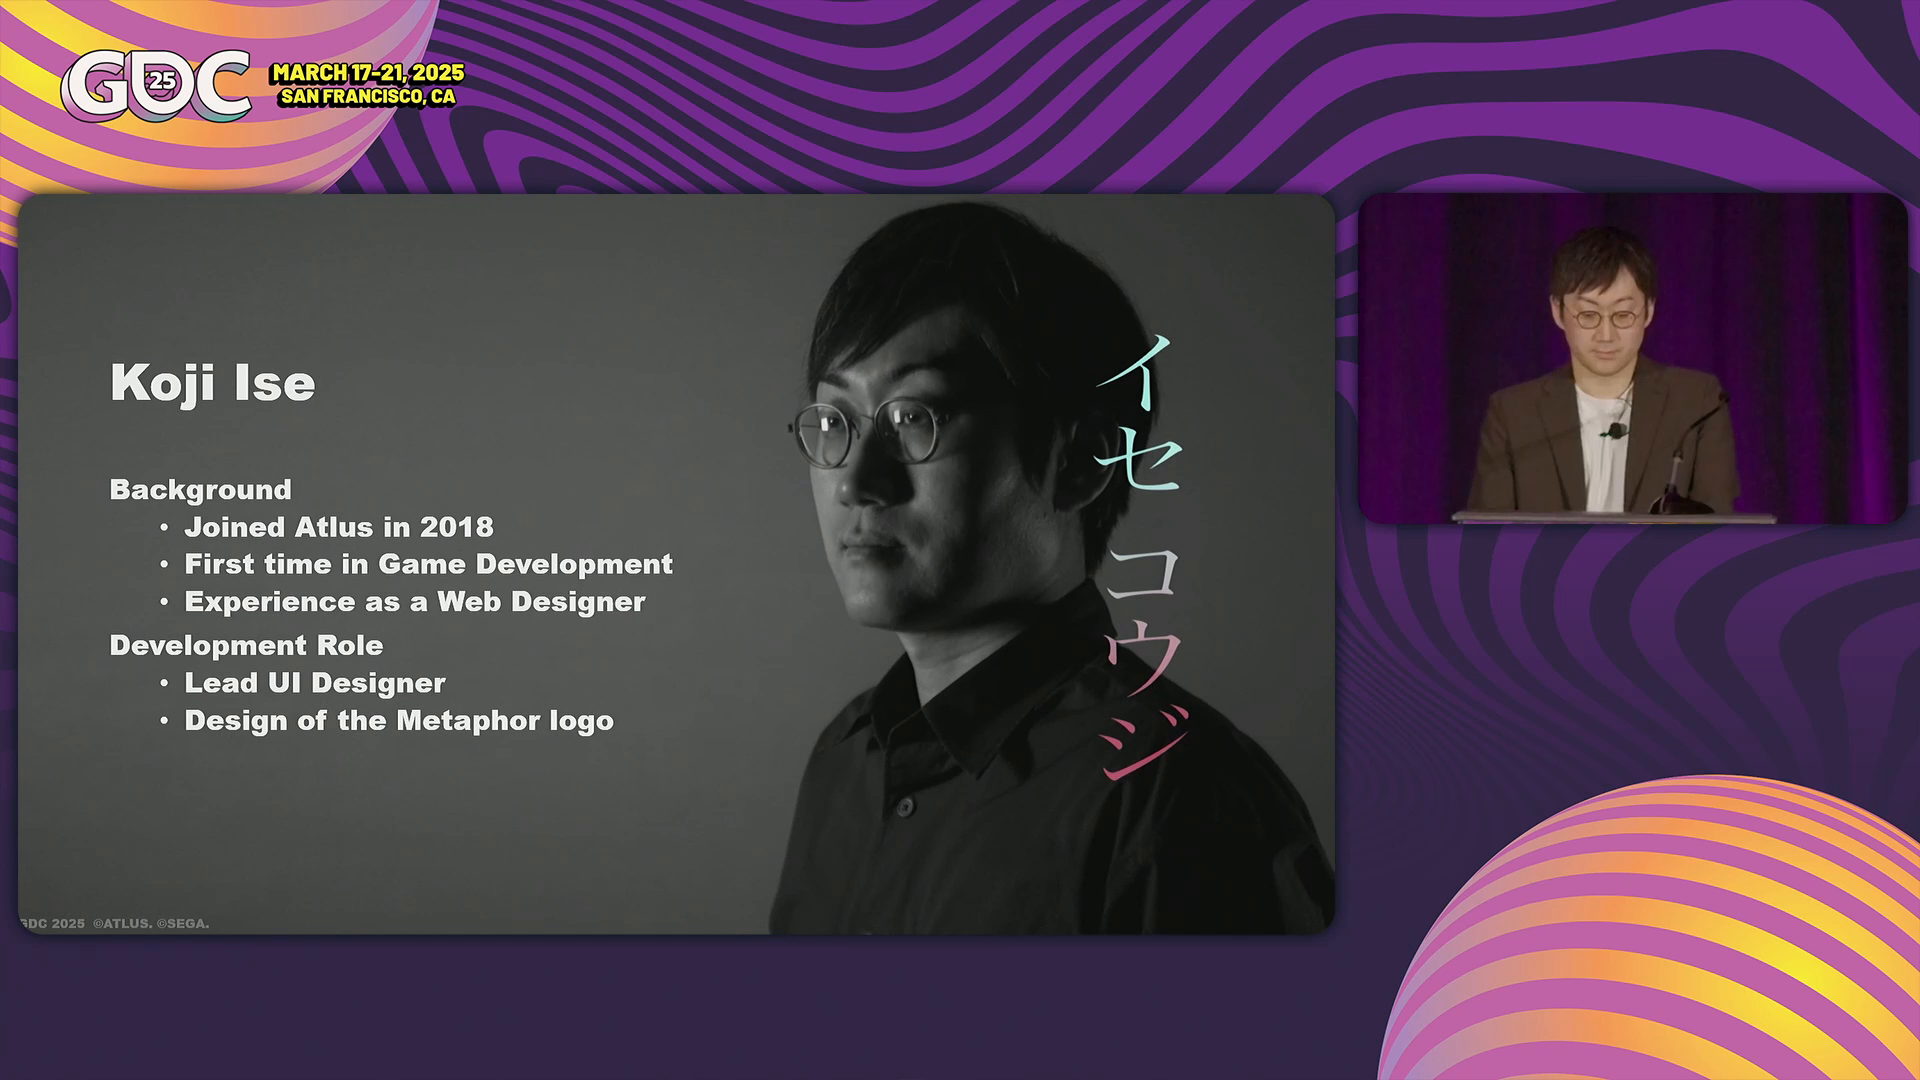 GDC
'25
MARCH 17-21, 2025
SAN FRANCISCO, CA
Koji Ise
Background
• Joined Atlus in 2018
• First time in Game Development
• Experience as a Web Designer
Development Role
• Lead UI Designer
• Design of the Metaphor logo
イセ コウジ
GDC 2025 ©ATLUS. ©SEGA.